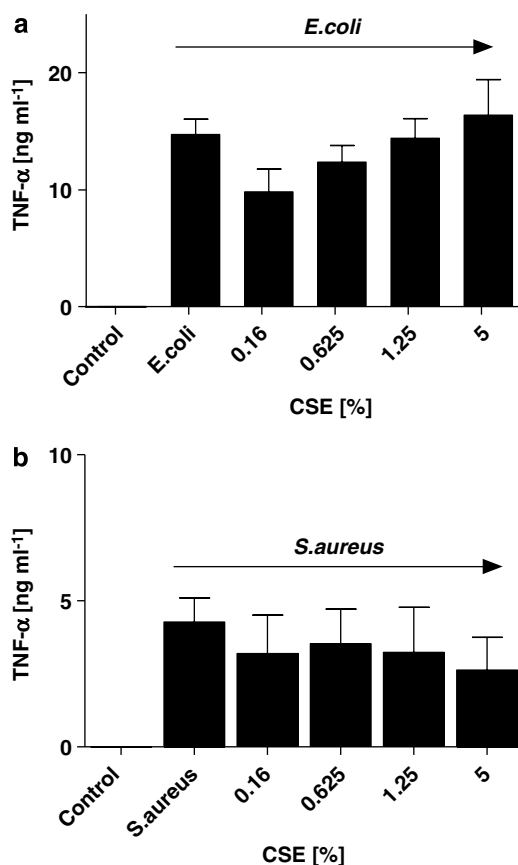 a
E.coli
TNF-α [ng ml-1]
20
10
0
Control
E.coli
0.16
0.625
1.25
5
CSE [%]
b
S.aureus
TNF-α [ng ml-1]
10
5
0
Control
S.aureus
0.16
0.625
1.25
5
CSE [%]